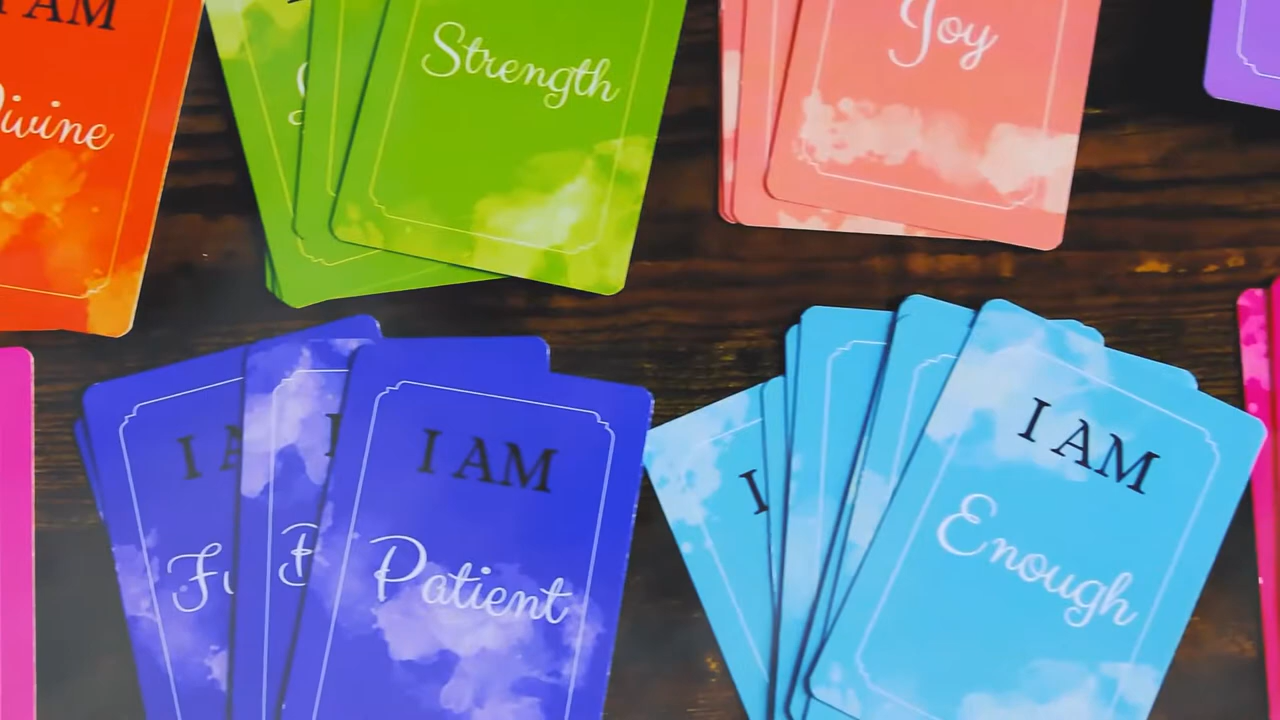 I AM
Divine
Strength
Joy
I AM
Patient
I AM
Enough